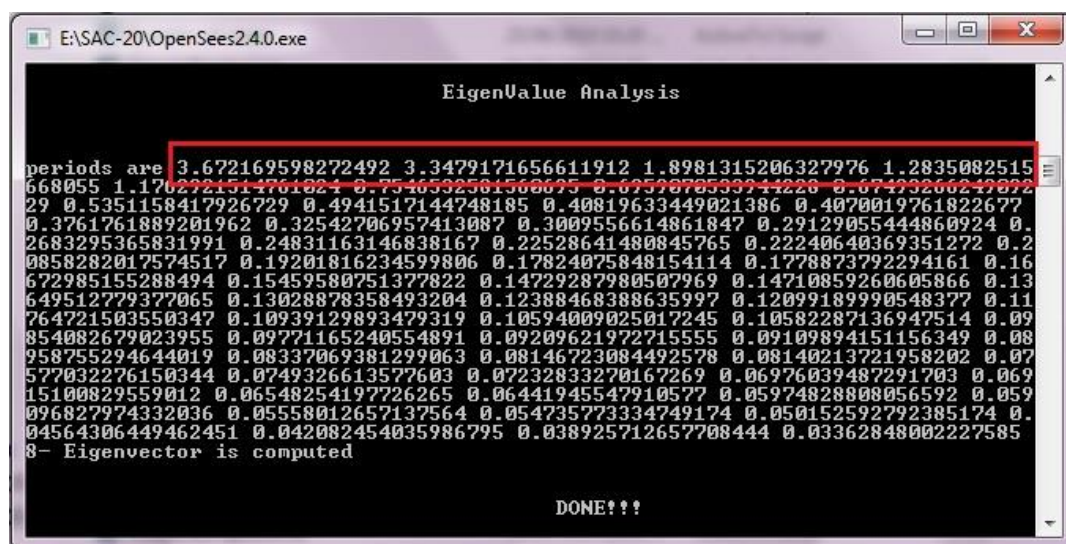 E:\SAC-20\OpenSees2.4.0.exe
EigenValue Analysis
periods are 3.672169598272492 3.3479171656611912 1.8981315206327976 1.2835082515
668055
29 0.5351158417926729 0.4941517144748185 0.408196334490213​86 0.4070019761822677
0.3761761889201962 0.32542706957413087 0.3009556614861847 0.29129055444860924 0.
2683295365831991 0.24831163146838167 0.22528641480845765 0.22240640369351272 0.2
0858282017574517 0.19201816234599806 0.17824075848154114 0.1778873792294161 0.16
672985155288494 0.15459580751377822 0.14729287980507969 0.14710859260605866 0.13
649512779377065 0.13028878358493204 0.12388468388635997 0.12099189990548377 0.11
764721503550347 0.10939129893479319 0.10594009025017245 0.10582287136947514 0.09
854082679023955 0.09771165240554891 0.09209621972715555 0.09109894151156349 0.08
958755294644019 0.08337069381299063 0.08146723084492578 0.08140213721958202 0.07
577032276150344 0.0749326613577603 0.07232833270167269 0.06976039487291703 0.069
15100829559012 0.06548254197726265 0.06441945547910577 0.05974828808056592 0.059
096827974332036 0.05558012657137564 0.054735773334749174 0.050152592792385174 0.
04564306449462451 0.042082454035986795 0.038925712657708444 0.03362848002227585
8- Eigenvector is computed
DONE!!!